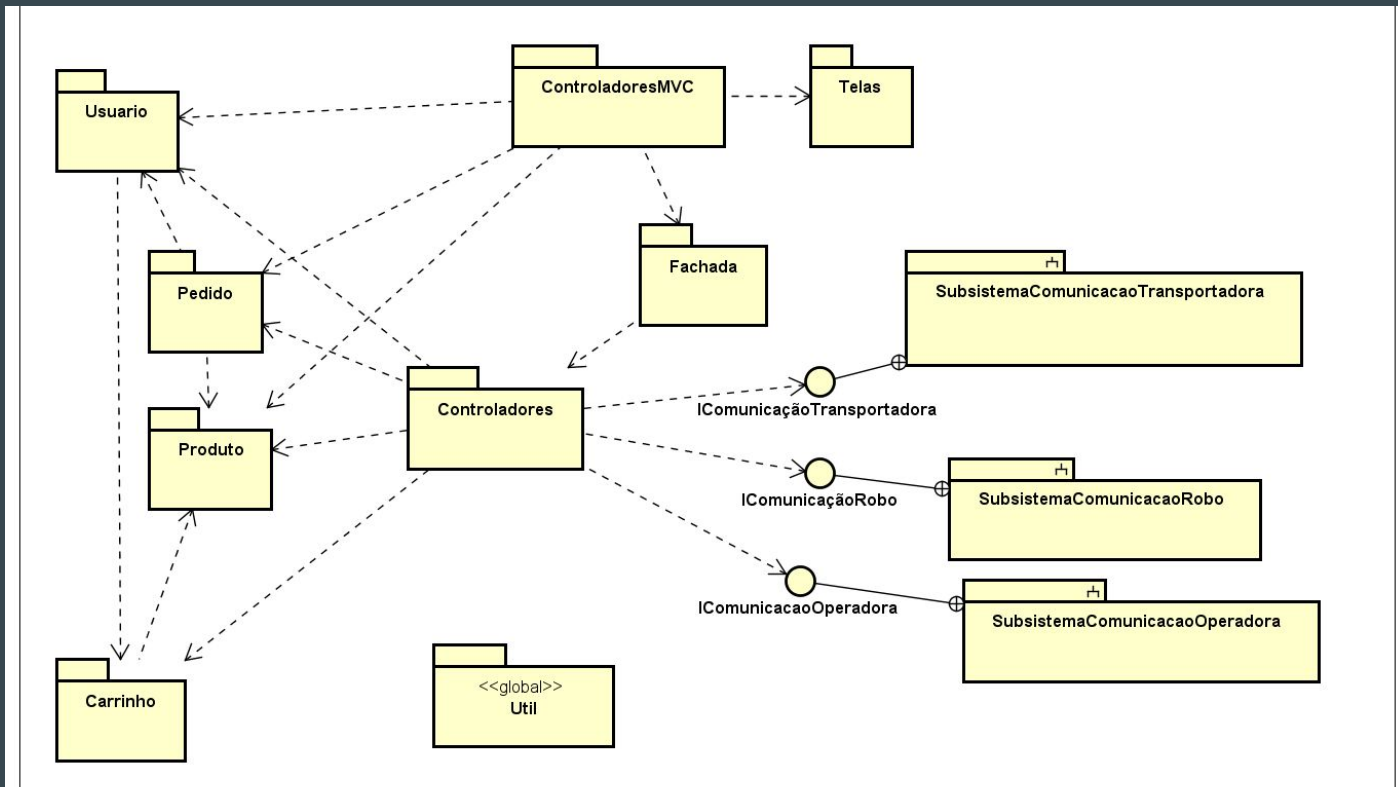 ControladoresMVC
Telas
Usuario
Fachada
Pedido
SubsistemaComunicacaoTransportadora
Controladores
IComunicaçãoTransportadora
Produto
IComunicaçãoRobo
SubsistemaComunicacaoRobo
IComunicacaoOperadora
SubsistemaComunicacaoOperadora
Carrinho
<<global>>
Util